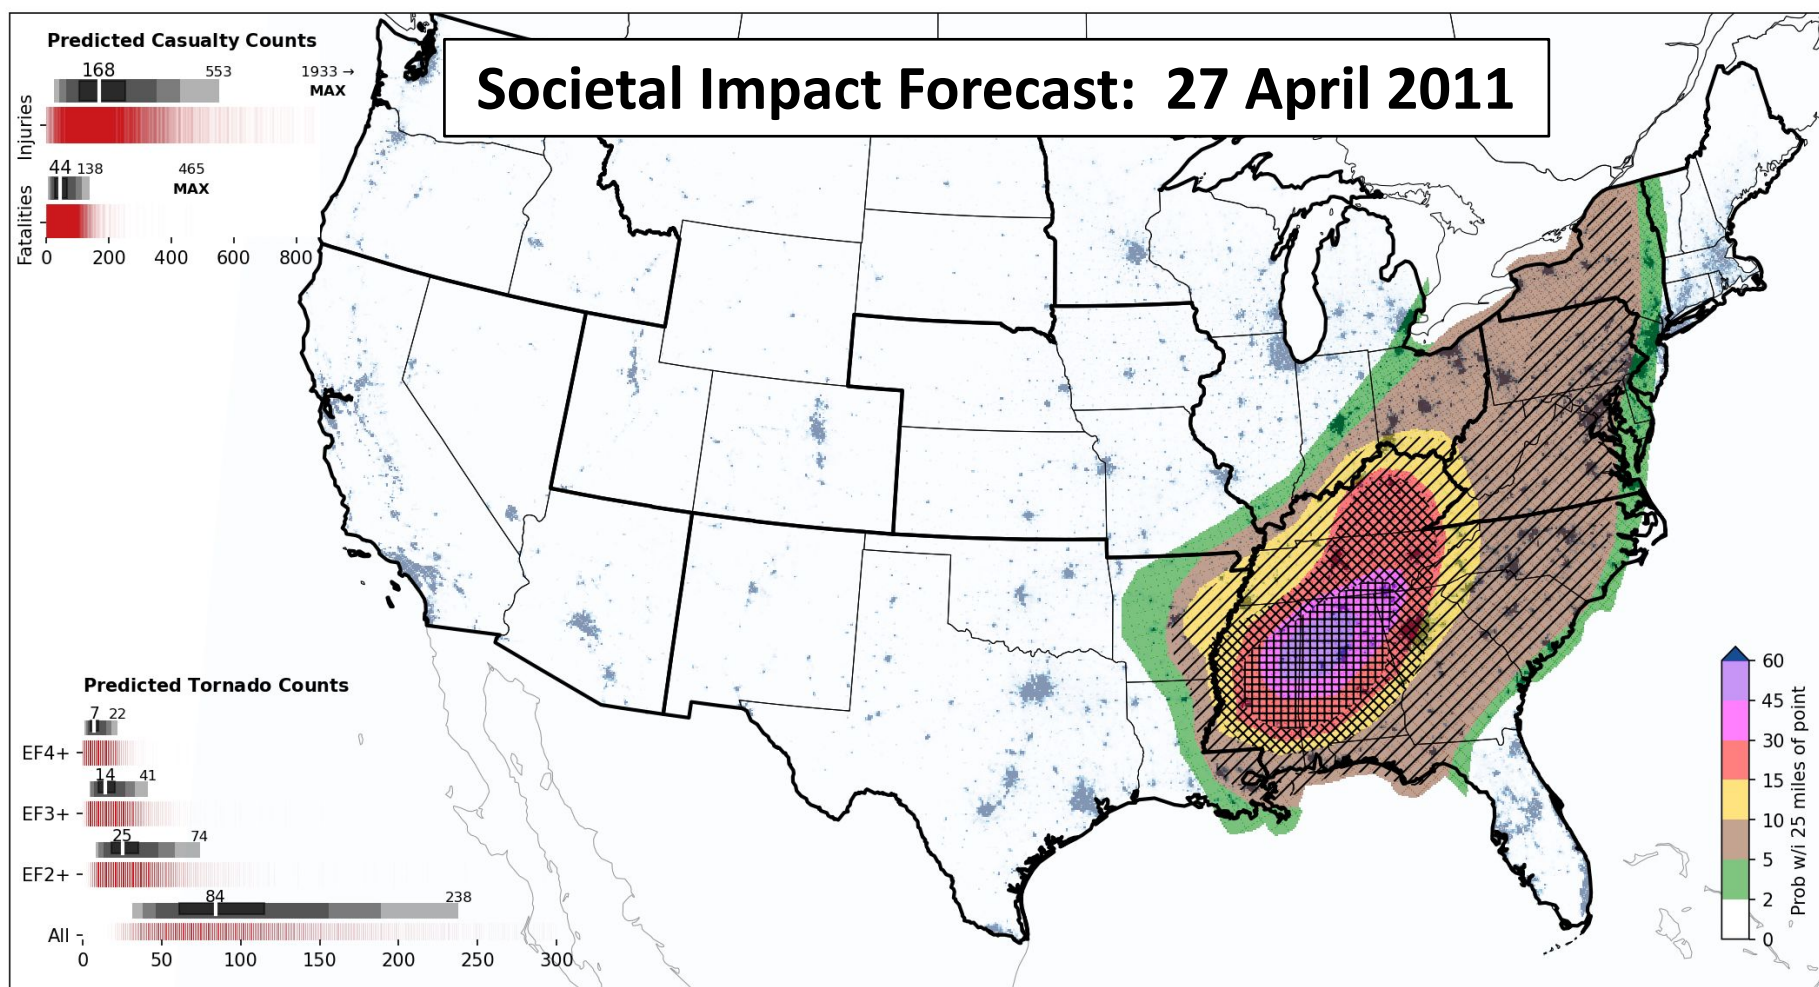 Societal Impact Forecast: 27 April 2011
Predicted Casualty Counts
168
553
1933 →
MAX
Injuries
44
138
465
MAX
Fatalities
0 200 400 600 800
Predicted Tornado Counts
7 22
EF4+
14 41
EF3+
25 74
EF2+
84 238
All
0 50 100 150 200 250 300
60
45
30
15
10
5
2
0
Prob w/i 25 miles of point